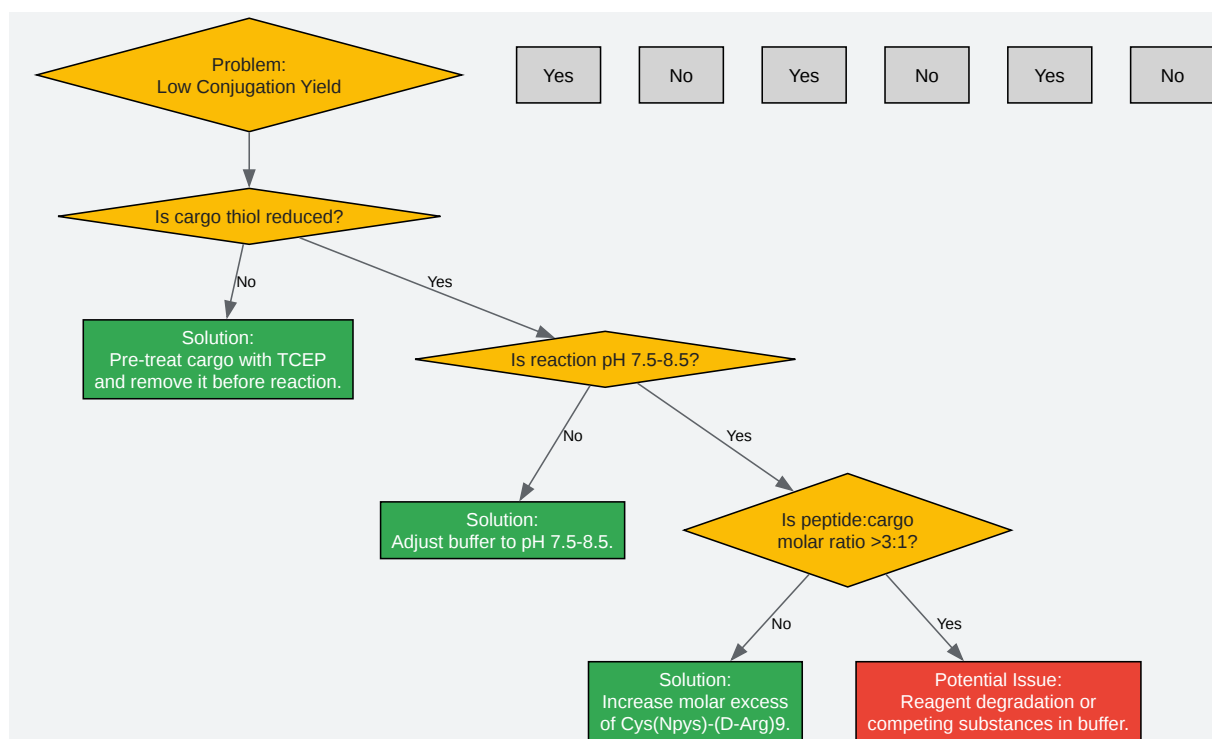 Problem:
Low Conjugation Yield
Yes
No
Yes
No
Yes
No
Is cargo thiol reduced?
No
Yes
Solution:
Pre-treat cargo with TCEP
and remove it before reaction.
Is reaction pH 7.5-8.5?
No
Yes
Solution:
Adjust buffer to pH 7.5-8.5.
Is peptide:cargo
molar ratio >3:1?
No
Yes
Solution:
Increase molar excess
of Cys(Npys)-(D-Arg)9.
Potential Issue:
Reagent degradation or
competing substances in buffer.